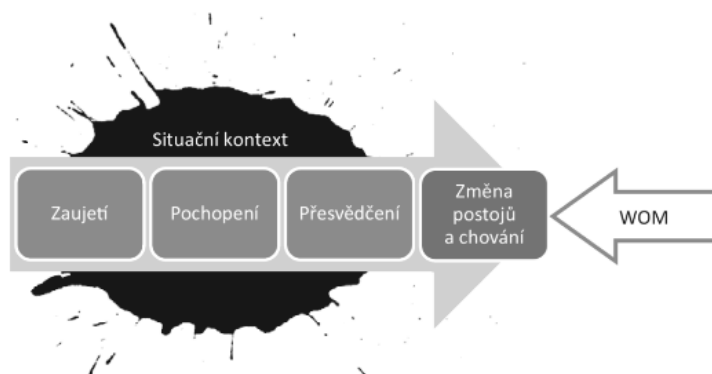 Situační kontext
Zaujetí
Pochopení
Přesvědčení
Změna
postojů
a chování
WOM